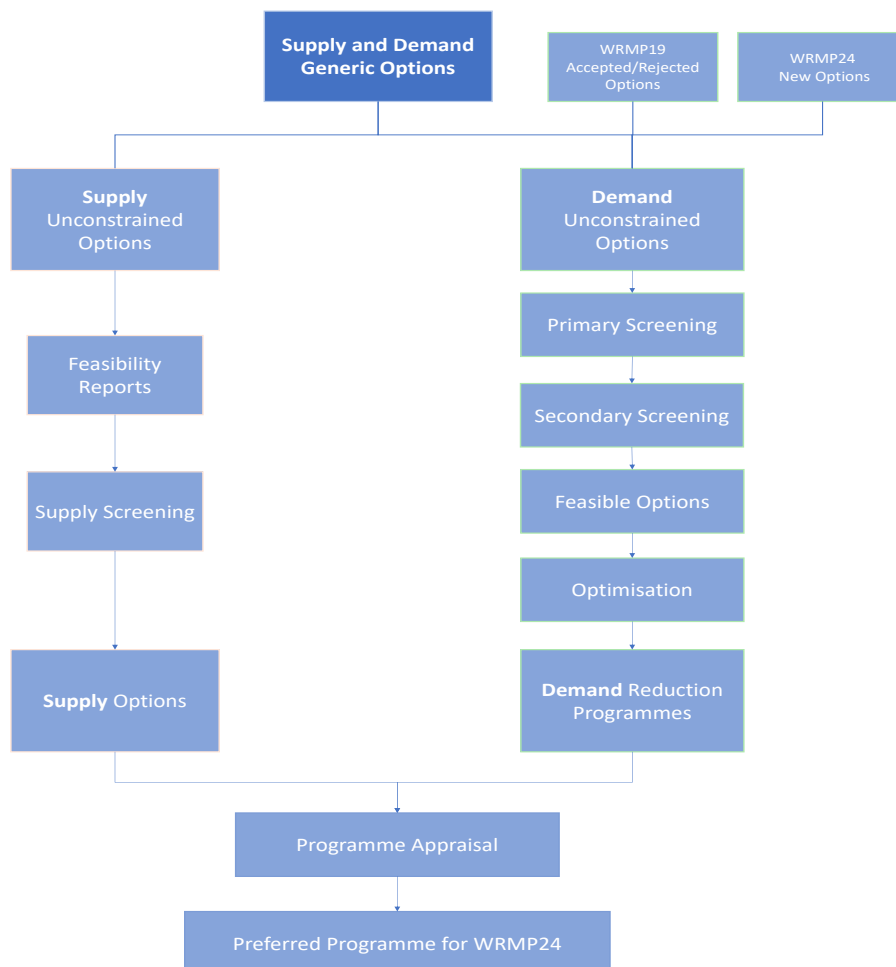 Supply and Demand
Generic Options
WRMP19
Accepted/Rejected
Options
WRMP24
New Options
Supply
Unconstrained
Options
Demand
Unconstrained
Options
Primary Screening
Feasibility
Reports
Secondary Screening
Supply Screening
Feasible Options
Optimisation
Supply Options
Demand Reduction
Programmes
Programme Appraisal
Preferred Programme for WRMP24